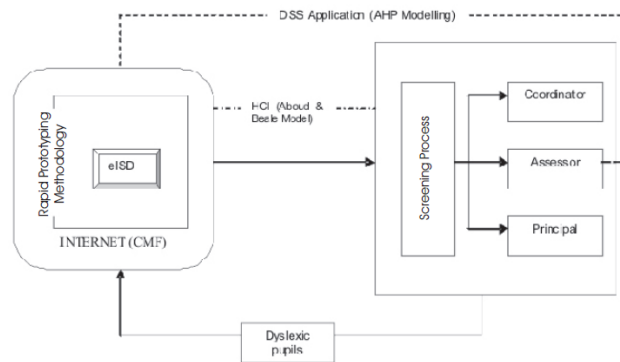 DSS Application (AHP Modelling)
HCI (Aboud &
Beale Model)
Rapid Prototyping
Methodology
eISD
INTERNET (CMF)
Screening Process
Coordinator
Assessor
Principal
Dyslexic
pupils